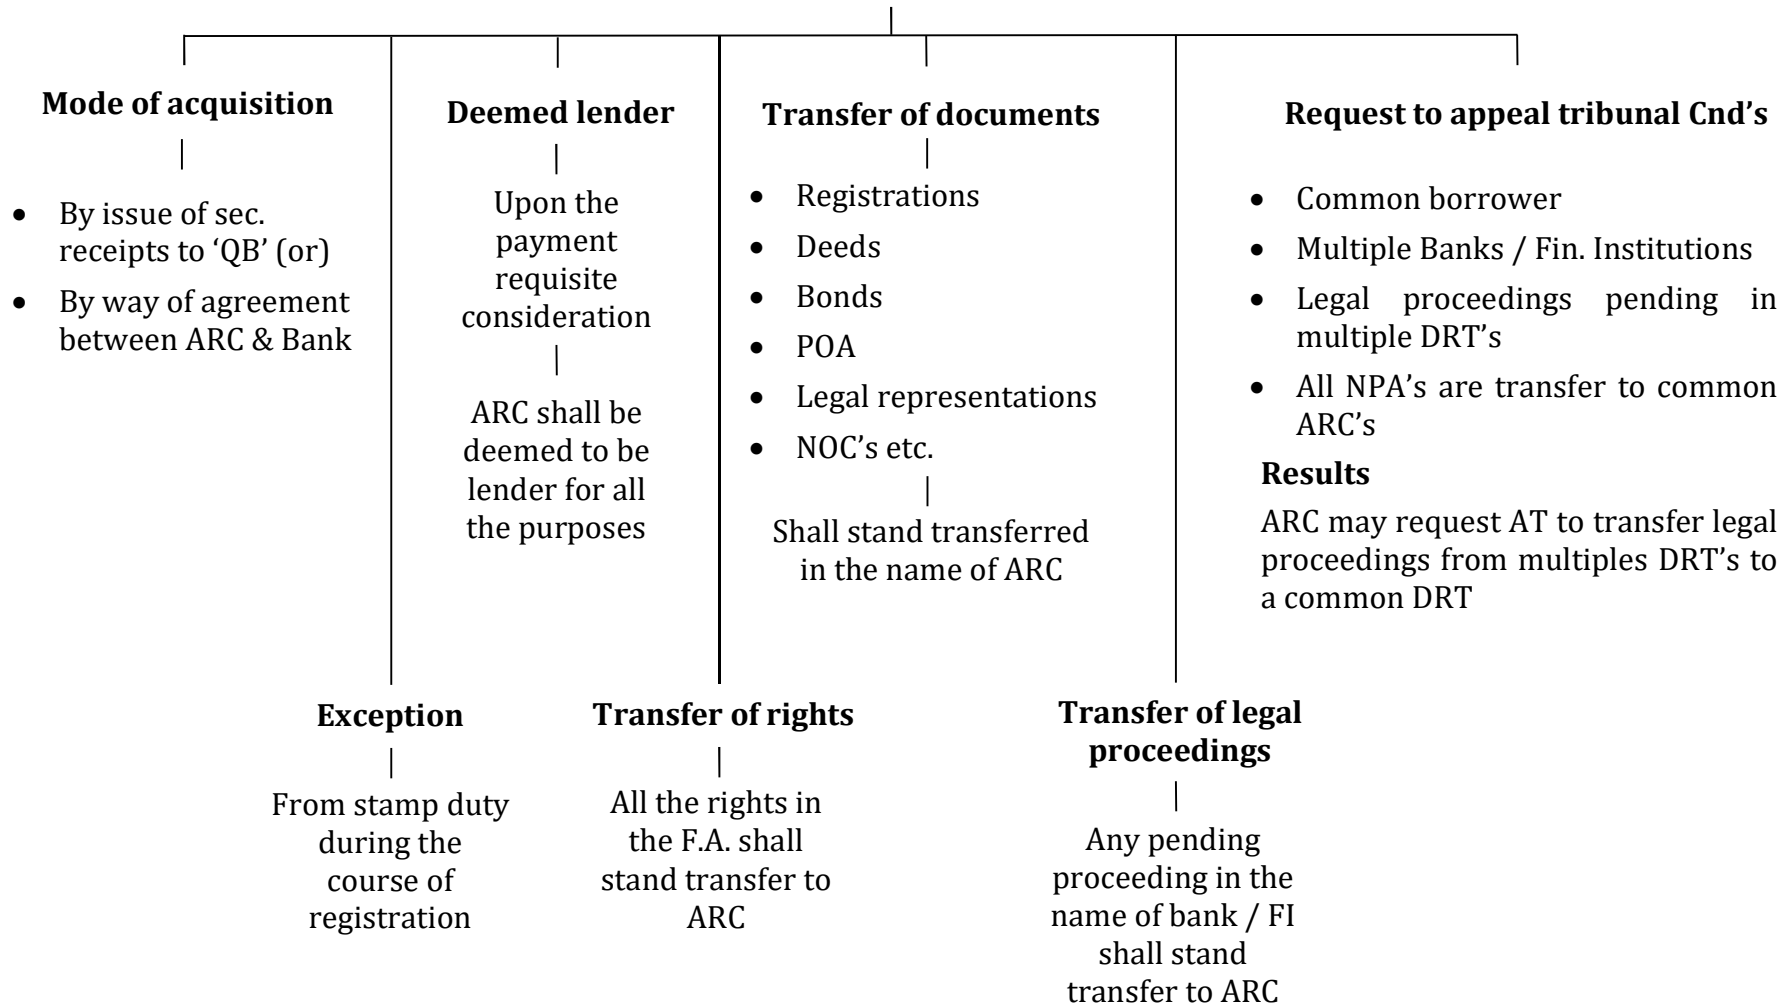 Mode of acquisition
• By issue of sec.
receipts to ‘QB’ (or)
• By way of agreement
between ARC & Bank
Exception
From stamp duty
during the
course of
registration
Deemed lender
Upon the
payment
requisite
consideration
ARC shall be
deemed to be
lender for all
the purposes
Transfer of rights
All the rights in
the F.A. shall
stand transfer to
ARC
Transfer of documents
• Registrations
• Deeds
• Bonds
• POA
• Legal representations
• NOC’s etc.
Shall stand transferred
in the name of ARC
Transfer of legal
proceedings
Any pending
proceeding in the
name of bank / FI
shall stand
transfer to ARC
Request to appeal tribunal Cnd’s
• Common borrower
• Multiple Banks / Fin. Institutions
• Legal proceedings pending in
multiple DRT’s
• All NPA’s are transfer to common
ARC’s
Results
ARC may request AT to transfer legal
proceedings from multiples DRT’s to
a common DRT